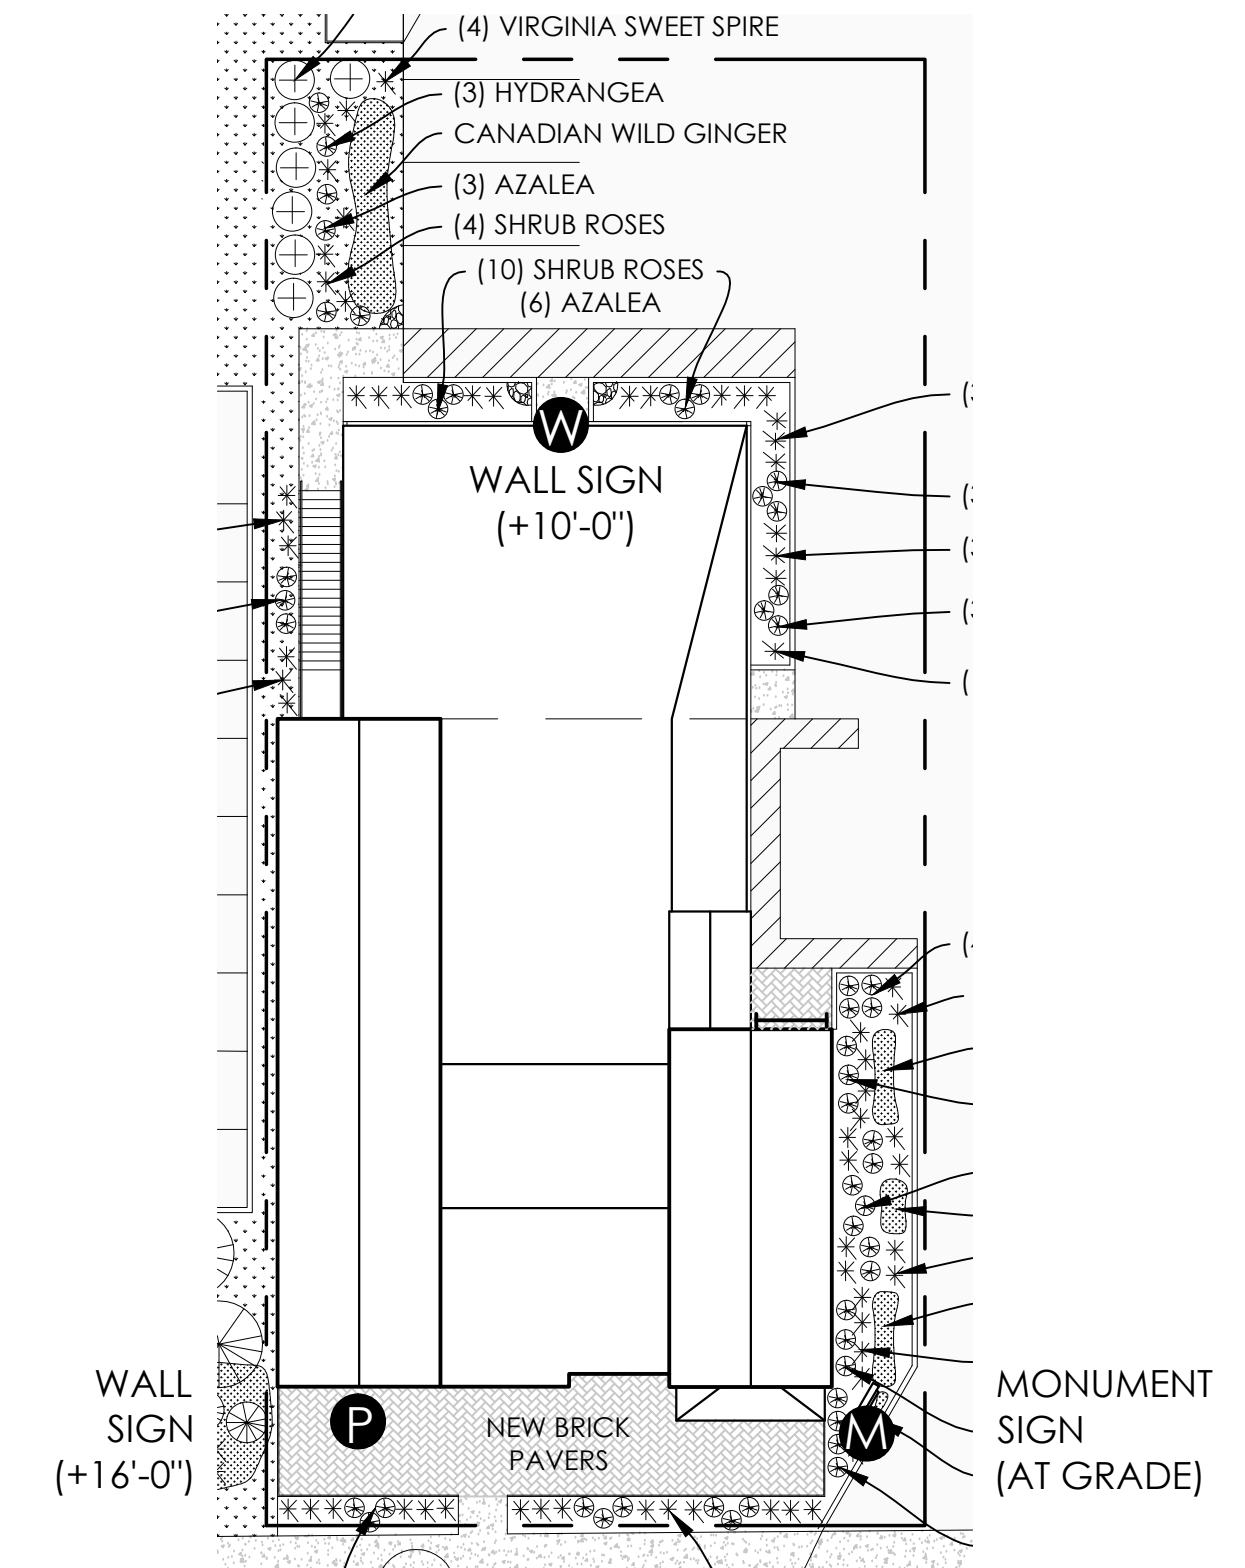 (4) VIRGINIA SWEET SPIRE
(3) HYDRANGEA
CANADIAN WILD GINGER
(3) AZALEA
(4) SHRUB ROSES
(10) SHRUB ROSES
(6) AZALEA
W
WALL SIGN
(+10'-0")
WALL
SIGN
(+16'-0")
P
NEW BRICK
PAVERS
M
MONUMENT
SIGN
(AT GRADE)